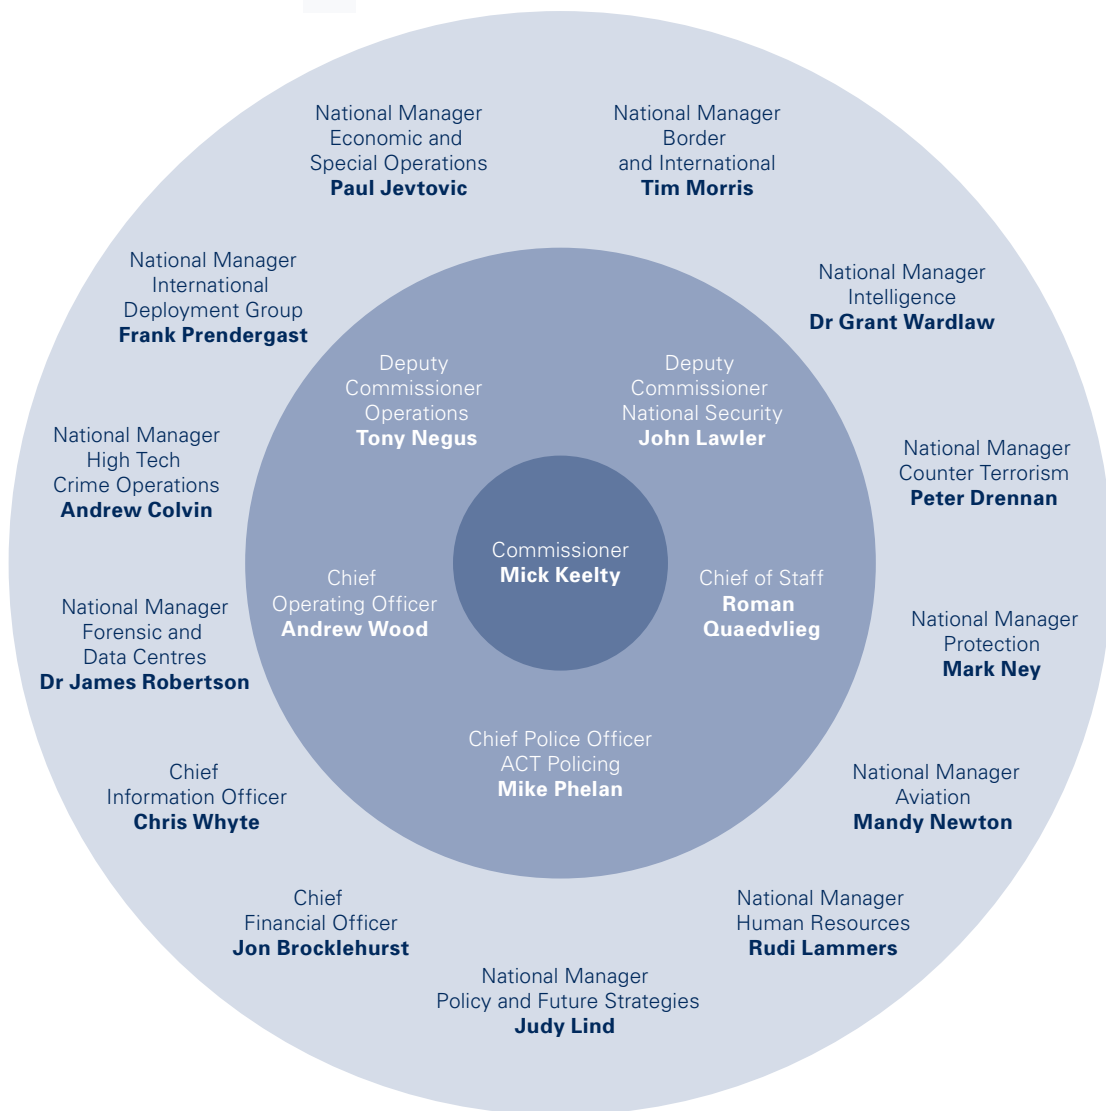 National Manager
Economic and
Special Operations
Paul Jevtovic
National Manager
Border
and International
Tim Morris
National Manager
International
Deployment Group
Frank Prendergast
National Manager
Intelligence
Dr Grant Wardlaw
Deputy
Commissioner
Operations
Tony Negus
Deputy
Commissioner
National Security
John Lawler
National Manager
High Tech
Crime Operations
Andrew Colvin
National Manager
Counter Terrorism
Peter Drennan
Commissioner
Mick Keelty
Chief
Operating Officer
Andrew Wood
Chief of Staff
Roman
Quaedvlieg
National Manager
Forensic and
Data Centres
Dr James Robertson
National Manager
Protection
Mark Ney
Chief Police Officer
ACT Policing
Mike Phelan
Chief
Information Officer
Chris Whyte
National Manager
Aviation
Mandy Newton
Chief
Financial Officer
Jon Brocklehurst
National Manager
Human Resources
Rudi Lammers
National Manager
Policy and Future Strategies
Judy Lind